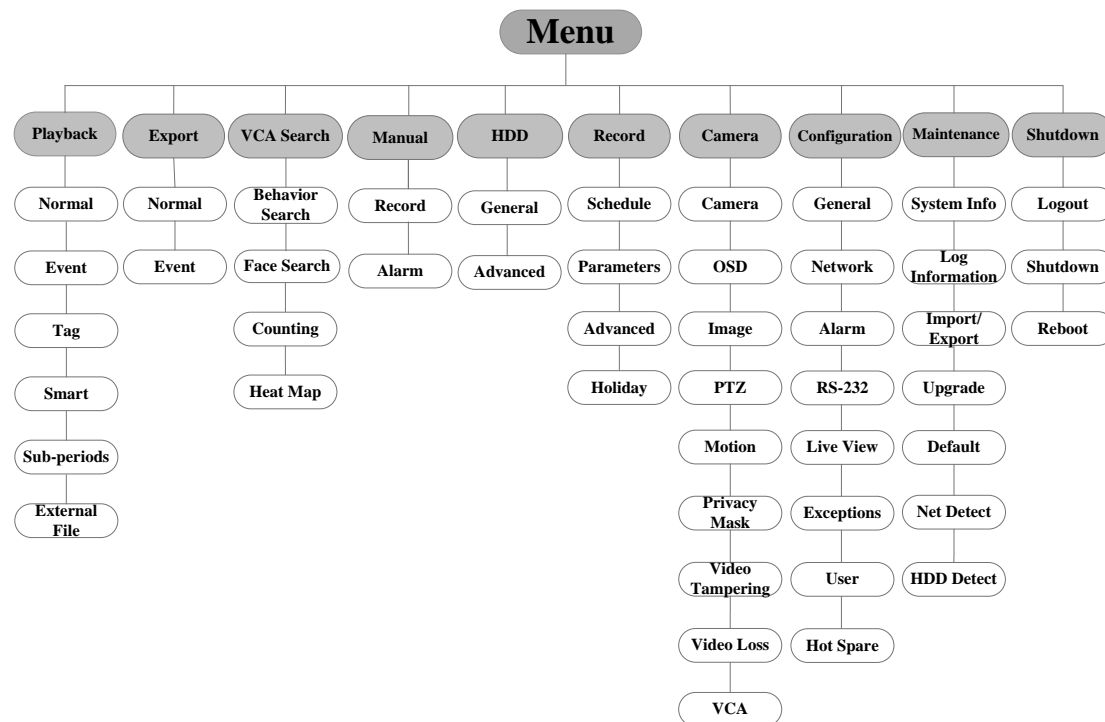 Menu
Playback
Export
VCA Search
Manual
HDD
Record
Camera
Configuration
Maintenance
Shutdown
Normal
Event
Tag
Smart
Sub-periods
External
File
Normal
Event
Behavior
Search
Face Search
Counting
Heat Map
Record
Alarm
General
Advanced
Schedule
Parameters
Advanced
Holiday
Camera
OSD
Image
PTZ
Motion
Privacy
Mask
Video
Tampering
Video Loss
VCA
General
Network
Alarm
RS-232
Live View
Exceptions
User
Hot Spare
System Info
Log
Information
Import/
Export
Upgrade
Default
Net Detect
HDD Detect
Logout
Shutdown
Reboot